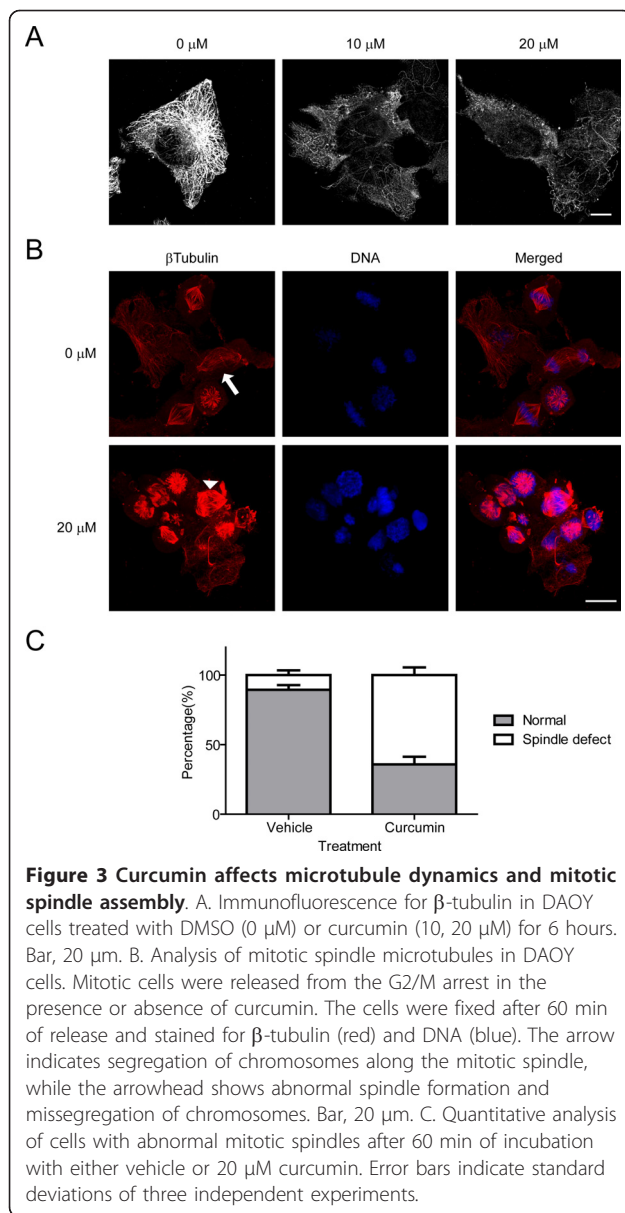 A
0 μM 10 μM 20 μM
B
βTubulin DNA Merged
0 μM
20 μM
C
100
50
0
Percentage(%)
Normal
Spindle defect
Vehicle Curcumin
Treatment
Figure 3 Curcumin affects microtubule dynamics and mitotic
spindle assembly. A. Immunofluorescence for β-tubulin in DAOY
cells treated with DMSO (0 μM) or curcumin (10, 20 μM) for 6 hours.
Bar, 20 μm. B. Analysis of mitotic spindle microtubules in DAOY
cells. Mitotic cells were released from the G2/M arrest in the
presence or absence of curcumin. The cells were fixed after 60 min
of release and stained for β-tubulin (red) and DNA (blue). The arrow
indicates segregation of chromosomes along the mitotic spindle,
while the arrowhead shows abnormal spindle formation and
missegregation of chromosomes. Bar, 20 μm. C. Quantitative analysis
of cells with abnormal mitotic spindles after 60 min of incubation
with either vehicle or 20 μM curcumin. Error bars indicate standard
deviations of three independent experiments.